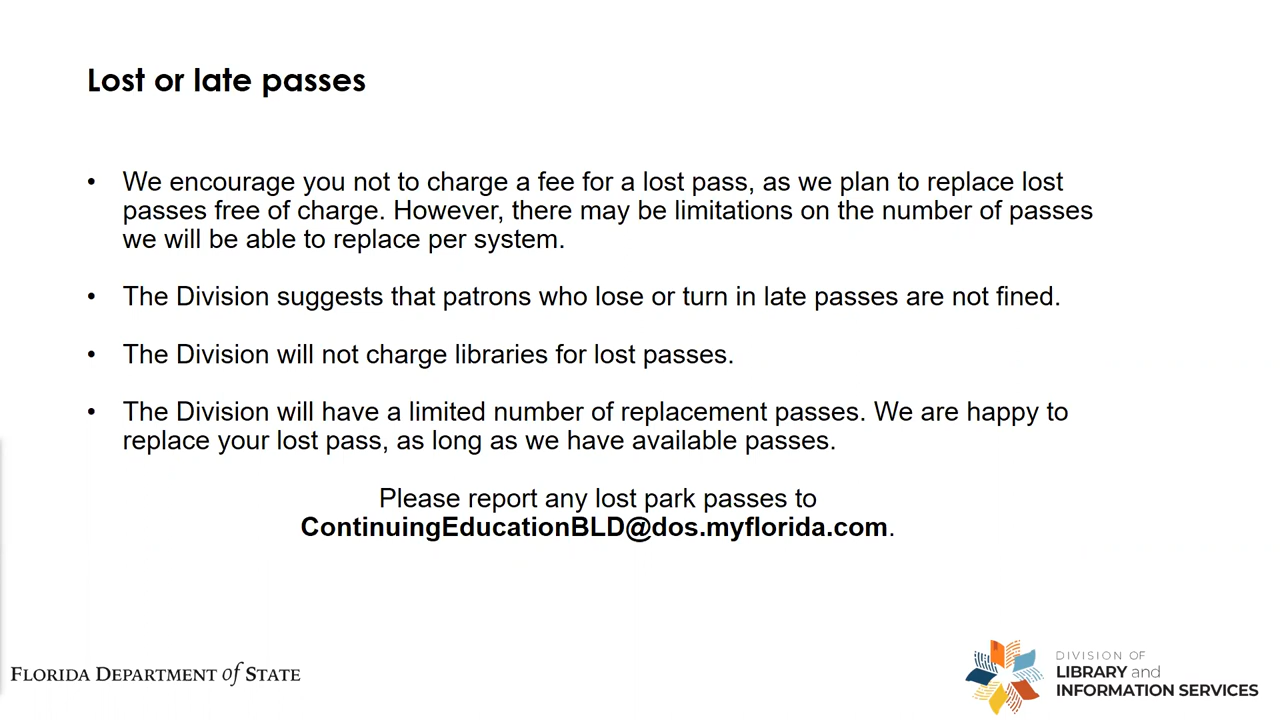 Lost or late passes
• We encourage you not to charge a fee for a lost pass, as we plan to replace lost
passes free of charge. However, there may be limitations on the number of passes
we will be able to replace per system.
• The Division suggests that patrons who lose or turn in late passes are not fined.
• The Division will not charge libraries for lost passes.
• The Division will have a limited number of replacement passes. We are happy to
replace your lost pass, as long as we have available passes.
Please report any lost park passes to
ContinuingEducationBLD@dos.myflorida.com.
FLORIDA DEPARTMENT of STATE
DIVISION OF
LIBRARY and
INFORMATION SERVICES